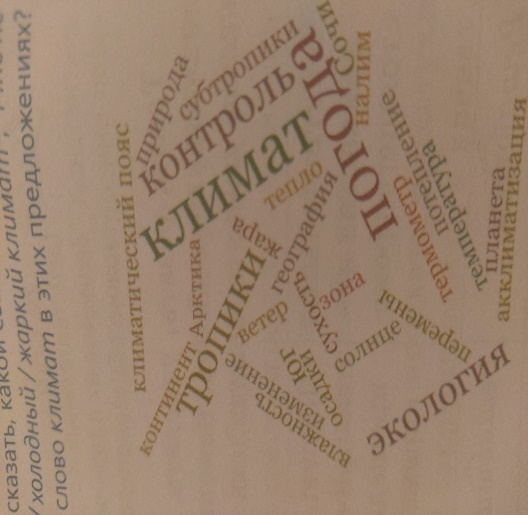 сказать, какой
/ холодный / жаркий климат
слово климат в этих предложениях?
климатический пояс
природа
субтропики
контроль
климат
погода
Сочи
налим
тепло
потепление
температура
термометр
планета
акклиматизация
география
жара
Арктика
тропики
континент
ветер
зона
сухость
солнце
перемены
юг
осадки
изменение
влажность
экология